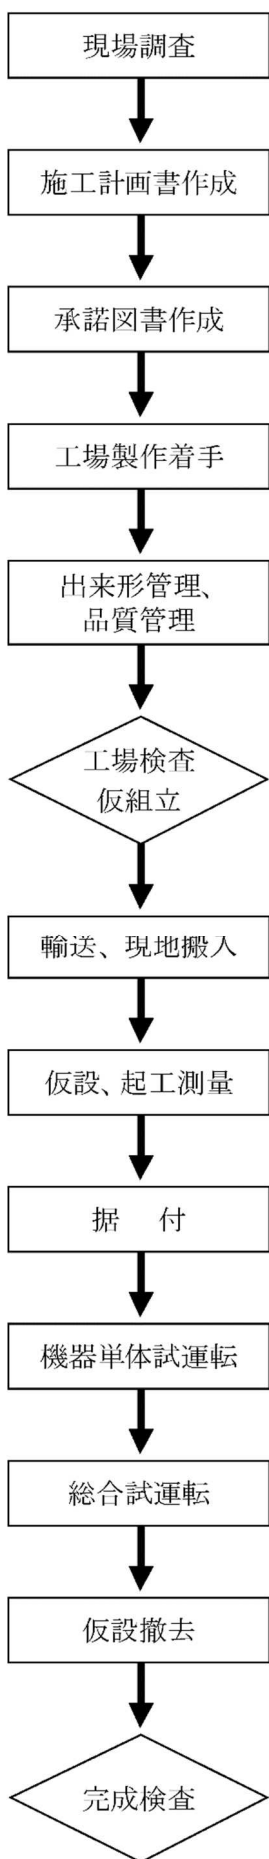 現場調査
施工計画書作成
承諾図書作成
工場製作着手
出来形管理、
品質管理
工場検査
仮組立
輸送、現地搬入
仮設、起工測量
据　付
機器単体試運転
総合試運転
仮設撤去
完成検査